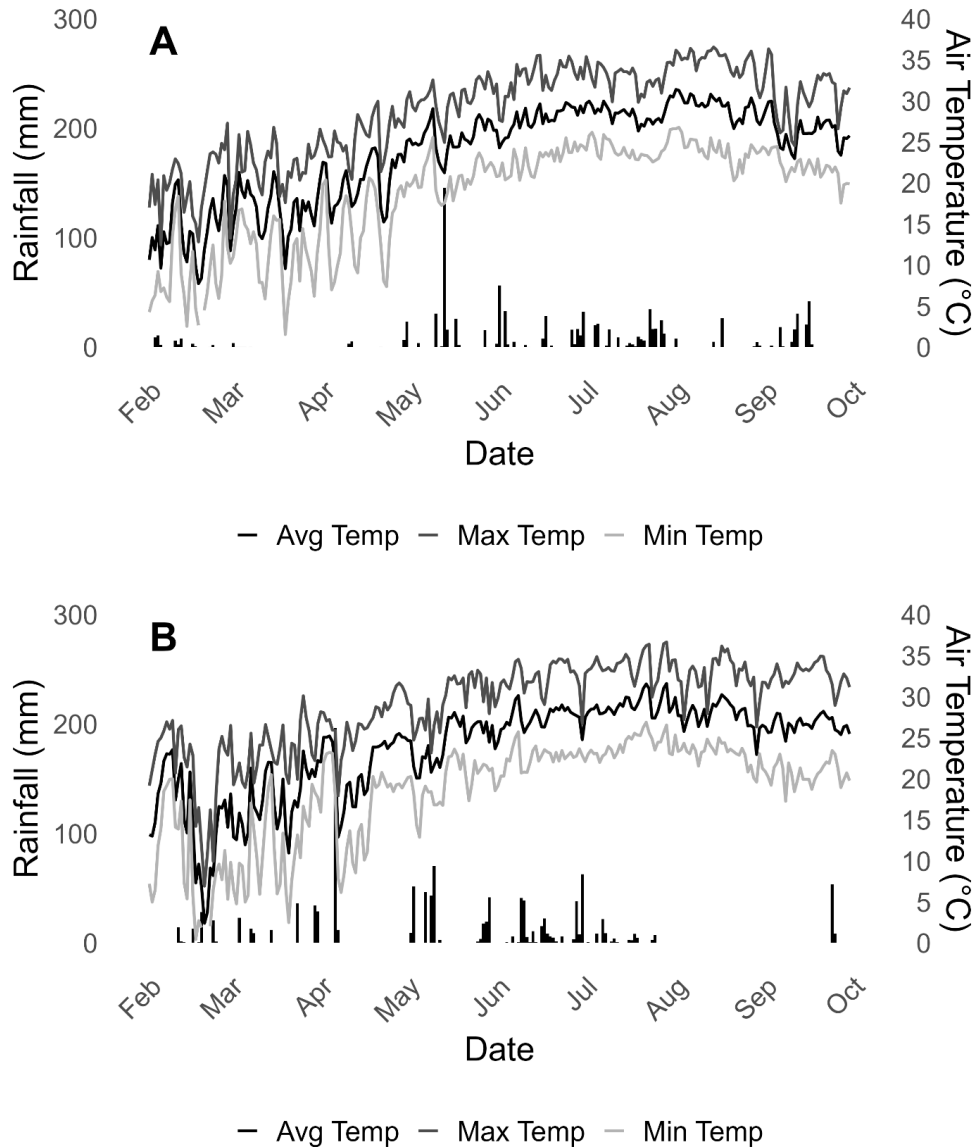 A
300
200
100
0
Rainfall (mm)
40
35
30
25
20
15
10
5
0
Air Temperature (°C)
Feb Mar Apr May Jun Jul Aug Sep Oct
Date
Avg Temp Max Temp Min Temp
B
300
200
100
0
Rainfall (mm)
40
35
30
25
20
15
10
5
0
Air Temperature (°C)
Feb Mar Apr May Jun Jul Aug Sep Oct
Date
Avg Temp Max Temp Min Temp